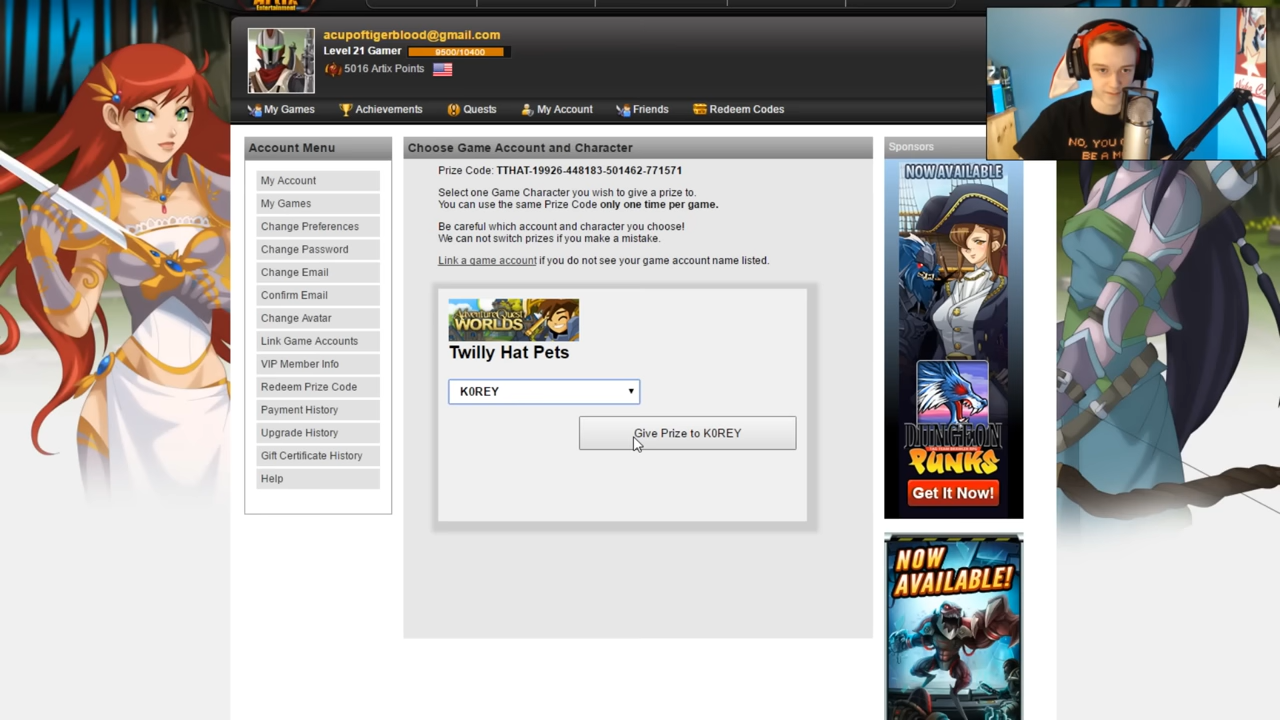 Artix
Entertainment
acupoftigerblood@gmail.com
Level 21 Gamer 9500/10400
5016 Artix Points
My Games Achievements Quests My Account Friends Redeem Codes
Account Menu
My Account
My Games
Change Preferences
Change Password
Change Email
Confirm Email
Change Avatar
Link Game Accounts
VIP Member Info
Redeem Prize Code
Payment History
Upgrade History
Gift Certificate History
Help
Choose Game Account and Character
Prize Code: TTHAT-19926-448183-501462-771571
Select one Game Character you wish to give a prize to.
You can use the same Prize Code only one time per game.
Be careful which account and character you choose!
We can not switch prizes if you make a mistake.
Link a game account if you do not see your game account name listed.
AdventureQuest
WORLDS
Twilly Hat Pets
K0REY
Give Prize to K0REY
Sponsors
NOW AVAILABLE
DUNGEON
PUNKS
Get It Now!
NOW
AVAILABLE!
NO, YOU
BE A M